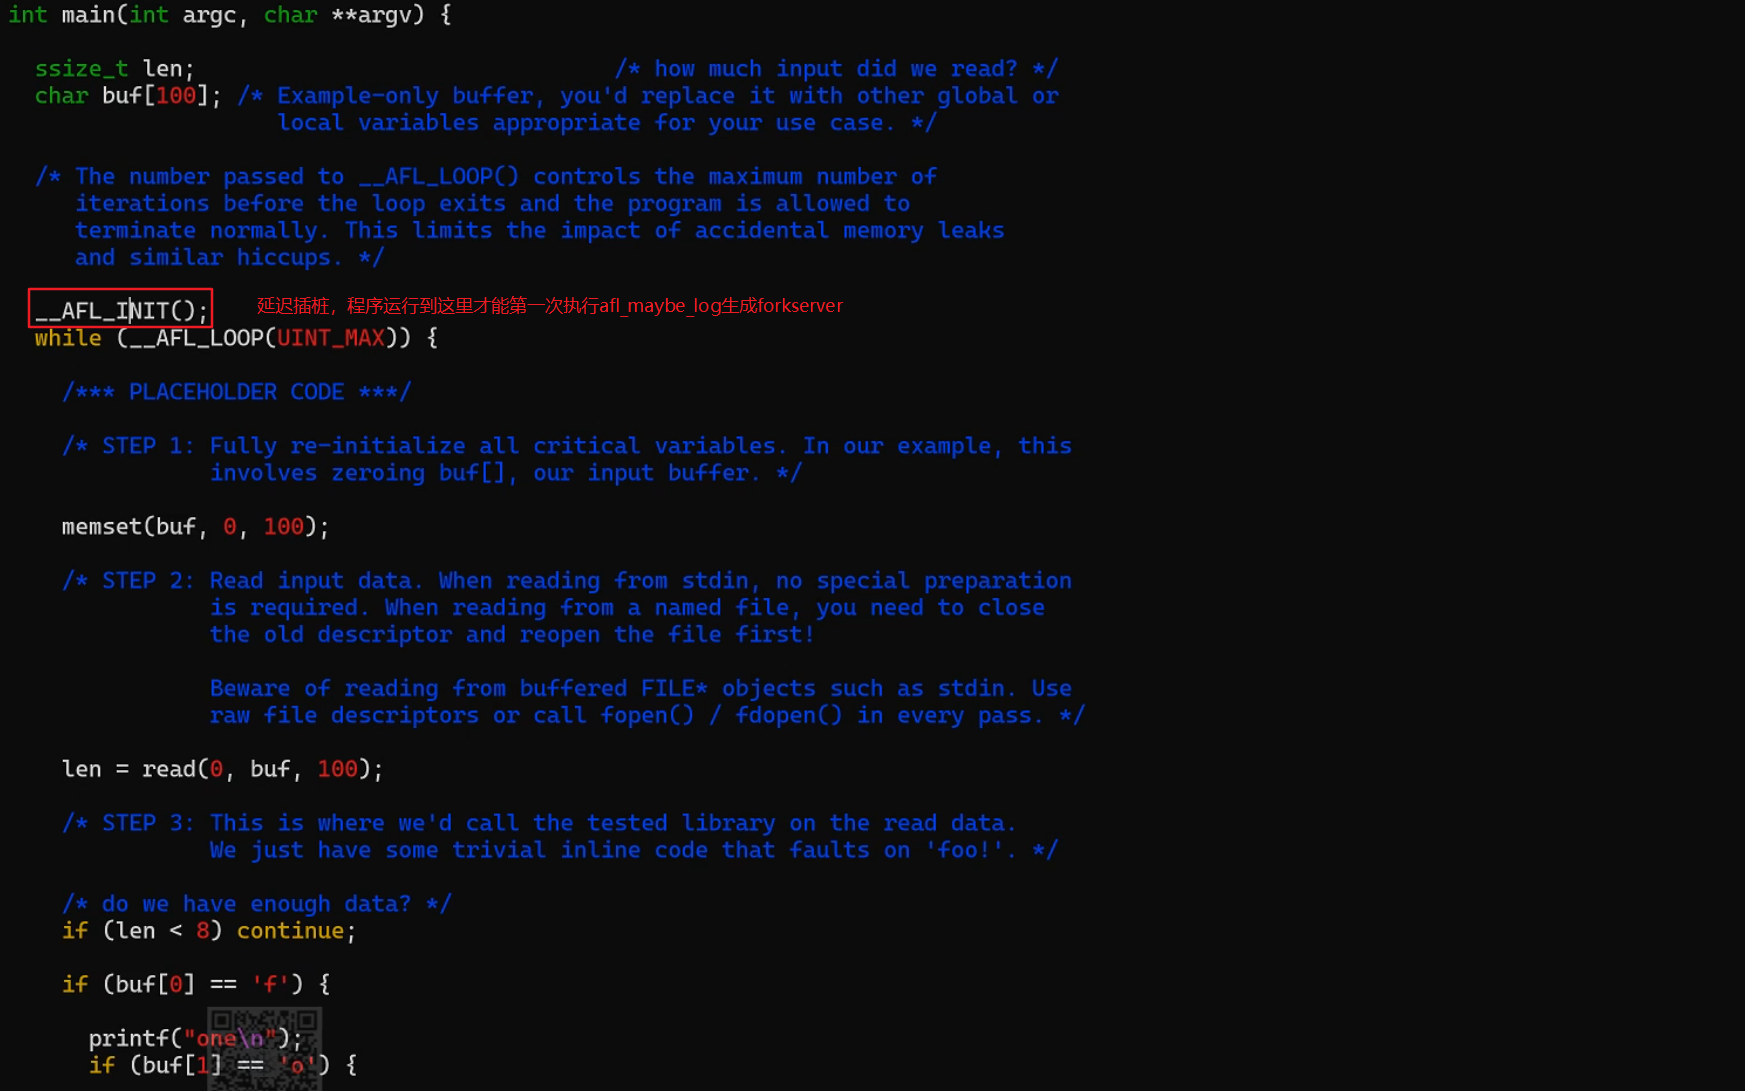 int main(int argc, char **argv) {
ssize_t len; /* how much input did we read? */
char buf[100]; /* Example-only buffer, you'd replace it with other global or
local variables appropriate for your use case. */
/* The number passed to __AFL_LOOP() controls the maximum number of
iterations before the loop exits and the program is allowed to
terminate normally. This limits the impact of accidental memory leaks
and similar hiccups. */
__AFL_INIT(); 延迟插桩，程序运行到这里才能第一次执行afl_maybe_log生成forkserver
while (__AFL_LOOP(UINT_MAX)) {
/*** PLACEHOLDER CODE ***/
/* STEP 1: Fully re-initialize all critical variables. In our example, this
involves zeroing buf[], our input buffer. */
memset(buf, 0, 100);
/* STEP 2: Read input data. When reading from stdin, no special preparation
is required. When reading from a named file, you need to close
the old descriptor and reopen the file first!
Beware of reading from buffered FILE* objects such as stdin. Use
raw file descriptors or call fopen() / fdopen() in every pass. */
len = read(0, buf, 100);
/* STEP 3: This is where we'd call the tested library on the read data.
We just have some trivial inline code that faults on 'foo!'. */
/* do we have enough data? */
if (len < 8) continue;
if (buf[0] == 'f') {
printf("one\n");
if (buf[1] == 'o') {